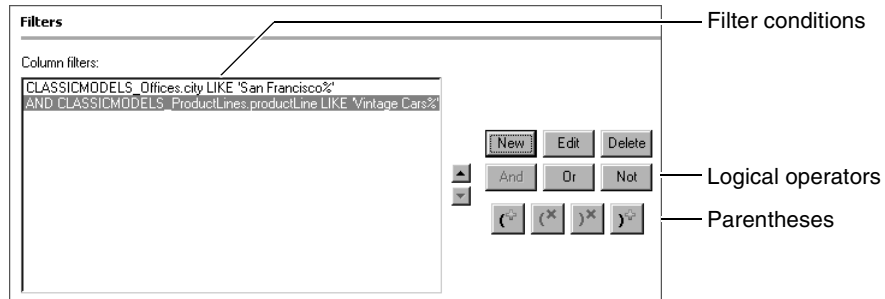 Filters
Filter conditions
Column filters:
CLASSICMODELS_Offices.city LIKE 'San Francisco%'
AND CLASSICMODELS_ProductLines.productLine LIKE 'Vintage Cars%'
New Edit Delete
And Or Not
Logical operators
( ( ) )
Parentheses